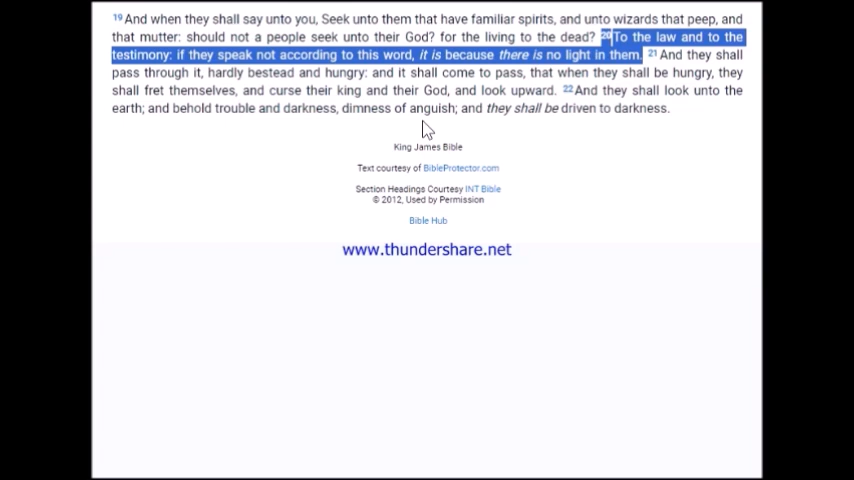 19 And when they shall say unto you, Seek unto them that have familiar spirits, and unto wizards that peep, and
that mutter: should not a people seek unto their God? for the living to the dead? 20 To the law and to the
testimony: if they speak not according to this word, it is because there is no light in them. 21 And they shall
pass through it, hardly bestead and hungry: and it shall come to pass, that when they shall be hungry, they
shall fret themselves, and curse their king and their God, and look upward. 22 And they shall look unto the
earth; and behold trouble and darkness, dimness of anguish; and they shall be driven to darkness.
King James Bible
Text courtesy of BibleProtector.com
Section Headings Courtesy INT Bible
© 2012, Used by Permission
Bible Hub
www.thundershare.net